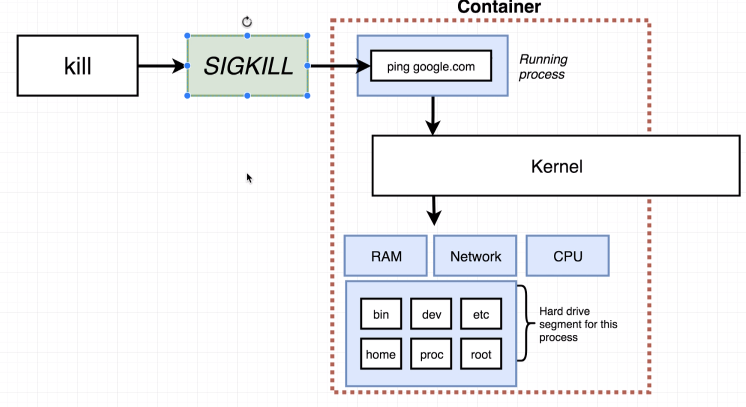 Container
kill
SIGKILL
ping google.com
Running
process
Kernel
RAM
Network
CPU
bin
dev
etc
home
proc
root
Hard drive
segment for this
process